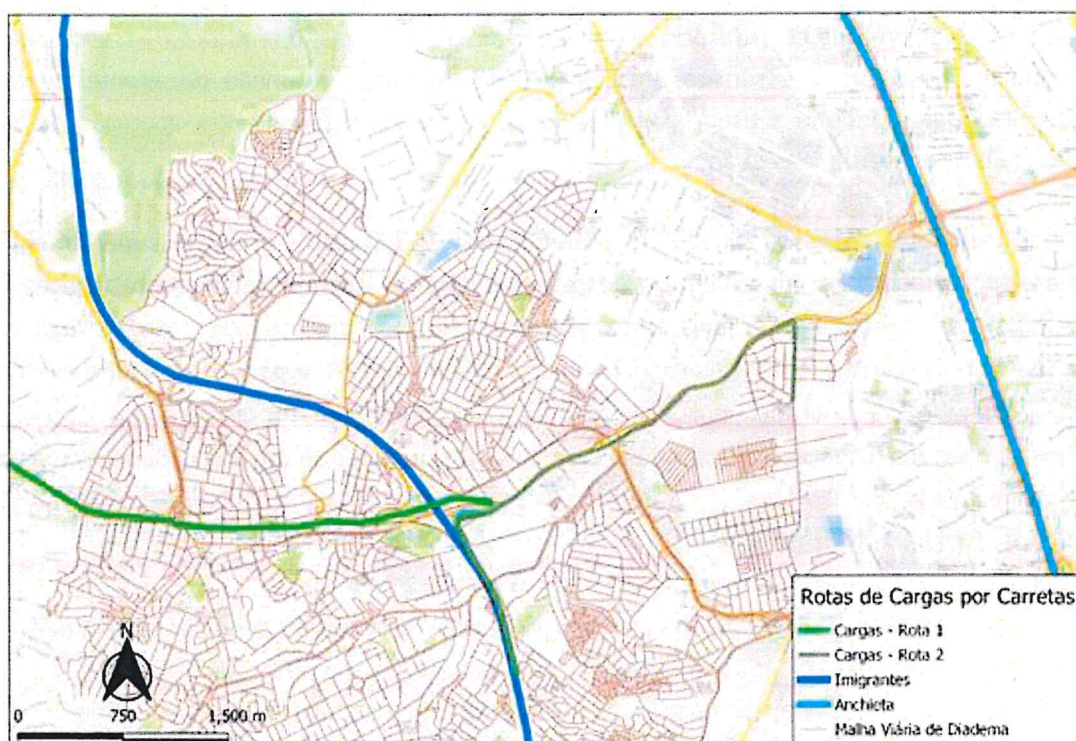 N
0 750 1,500 m
Rotas de Cargas por Carretas
Cargas - Rota 1
Cargas - Rota 2
Imigrantes
Anchieta
Malha Viária de Diadema